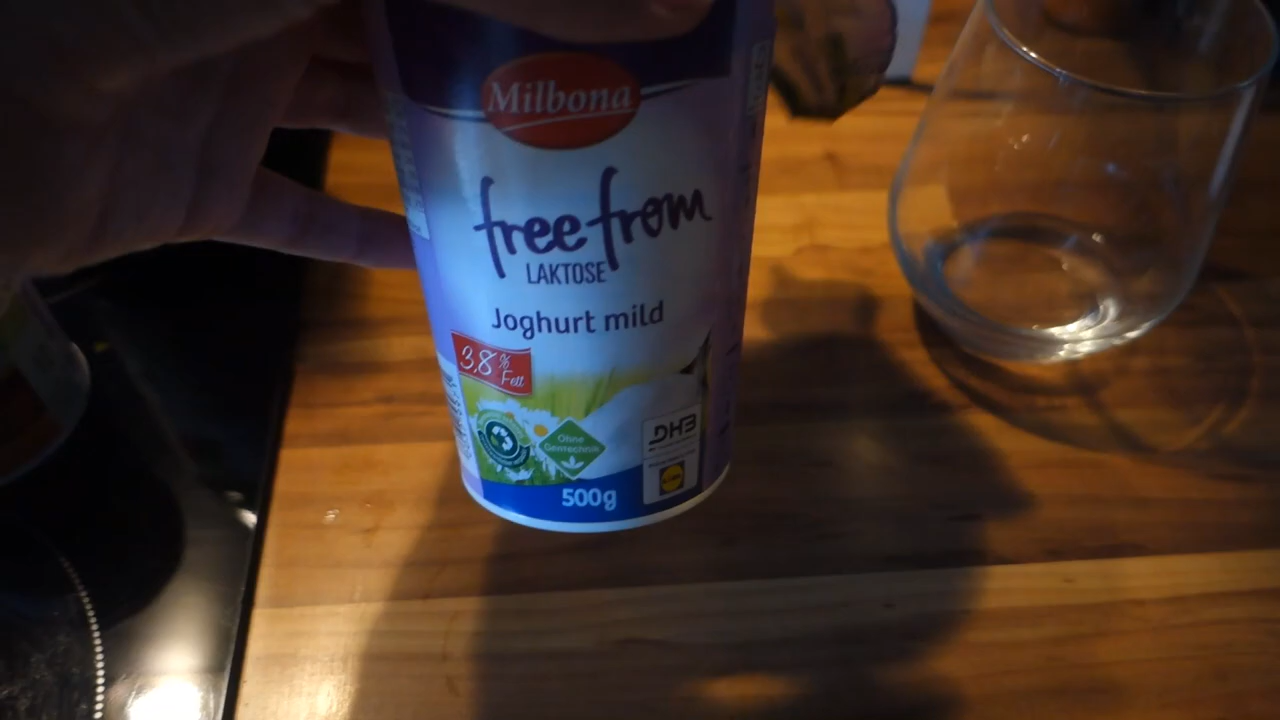 Milbona
free from
LAKTOSE
Joghurt mild
3,8%
Fett
Ohne
Gentechnik
DHB
500g